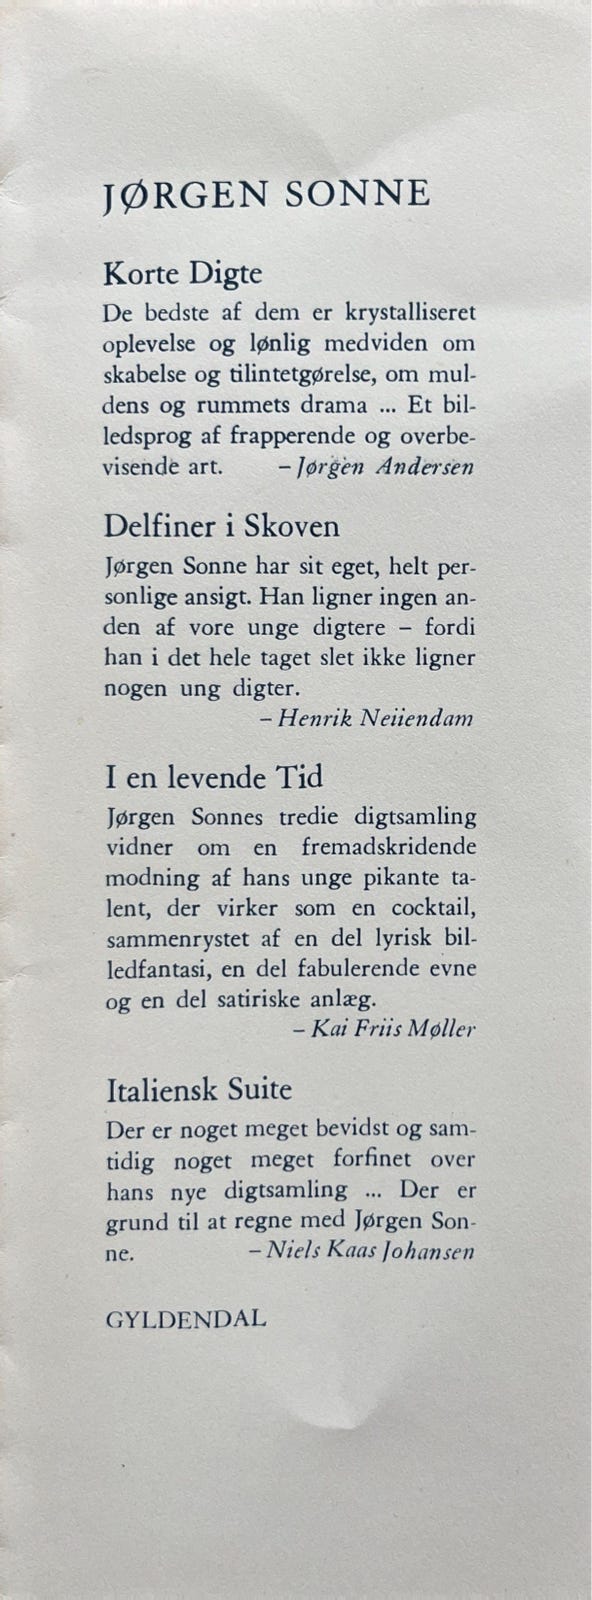 JØRGEN SONNE
Korte Digte
De bedste af dem er krystalliseret
oplevelse og lønlig medviden om
skabelse og tilintetgørelse, om mul-
dens og rummets drama ... Et bil-
ledsprog af frapperende og overbe-
visende art. – Jørgen Andersen
Delfiner i Skoven
Jørgen Sonne har sit eget, helt per-
sonlige ansigt. Han ligner ingen an-
den af vore unge digtere – fordi
han i det hele taget slet ikke ligner
nogen ung digter.
– Henrik Neiiendam
I en levende Tid
Jørgen Sonnes tredie digtsamling
vidner om en fremadskridende
modning af hans unge pikante ta-
lent, der virker som en cocktail,
sammenrystet af en del lyrisk bil-
ledfantasi, en del fabulerende evne
og en del satiriske anlæg.
– Kai Friis Møller
Italiensk Suite
Der er noget meget bevidst og sam-
tidig noget meget forfinet over
hans nye digtsamling ... Der er
grund til at regne med Jørgen Son-
ne. – Niels Kaas Johansen
GYLDENDAL